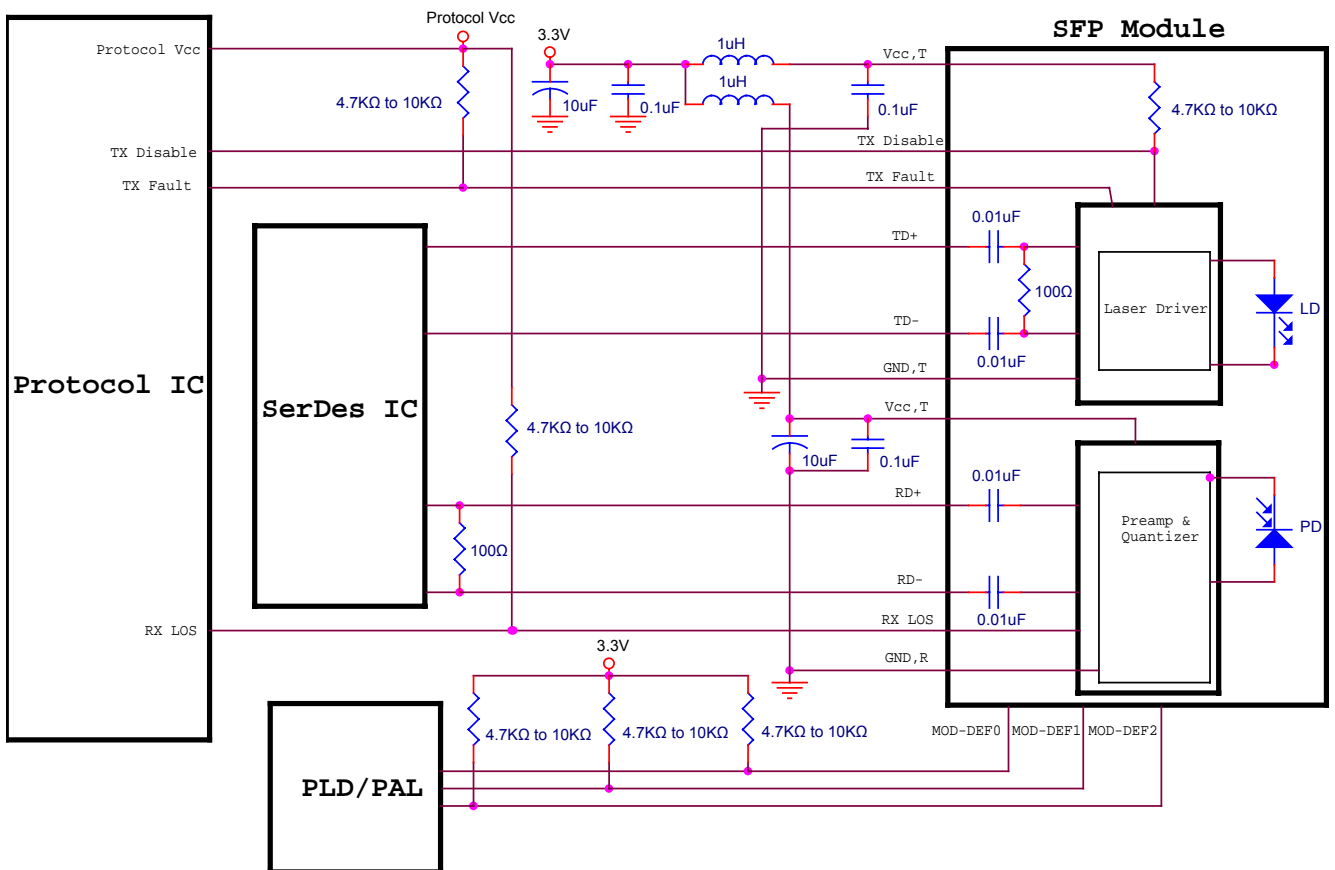 Protocol Vcc
SFP Module
3.3V
1uH
Protocol Vcc
Vcc,T
1uH
4.7KΩ to 10KΩ
10uF
0.1uF
0.1uF
4.7KΩ to 10KΩ
TX Disable
TX Disable
TX Fault
TX Fault
0.01uF
TD+
100Ω
Laser Driver
LD
TD-
0.01uF
GND,T
Protocol IC
SerDes IC
Vcc,T
4.7KΩ to 10KΩ
10uF
0.1uF
0.01uF
RD+
Preamp &
Quantizer
PD
100Ω
RD-
0.01uF
RX LOS
RX LOS
GND,R
3.3V
4.7KΩ to 10KΩ
4.7KΩ to 10KΩ
4.7KΩ to 10KΩ
MOD-DEF0
MOD-DEF1
MOD-DEF2
PLD/PAL